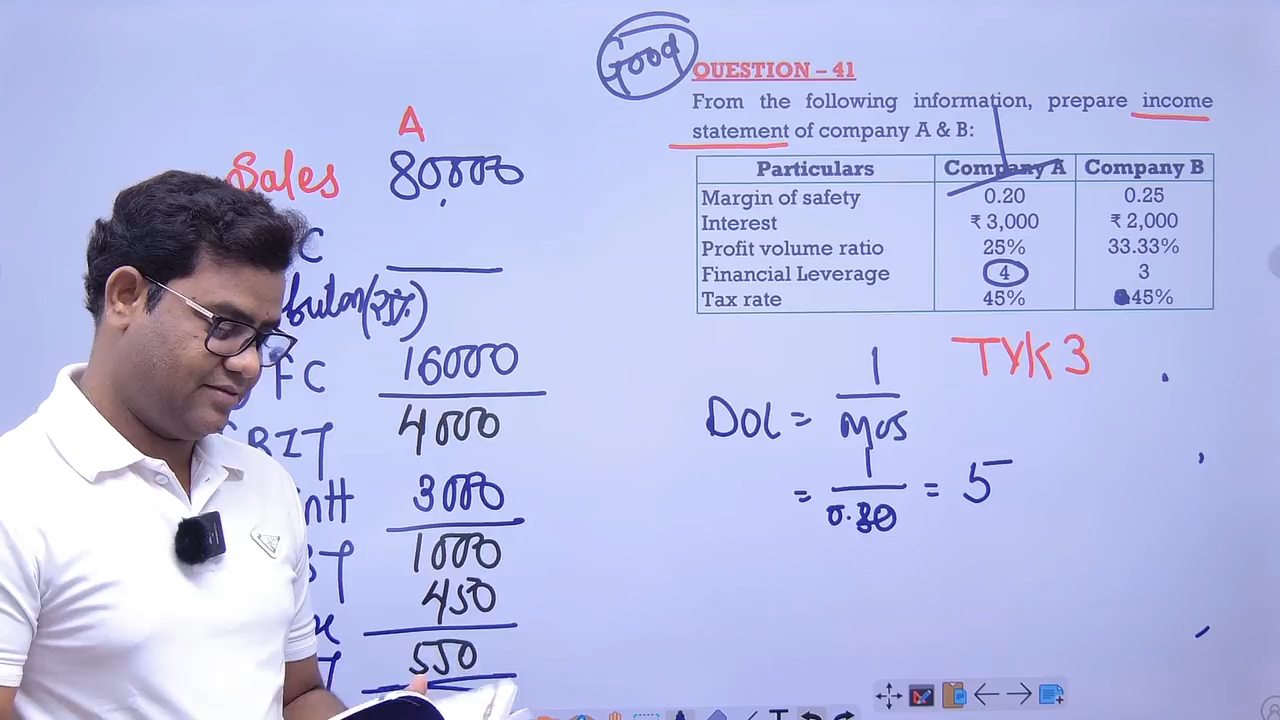 Good
QUESTION – 41
From the following information, prepare income
statement of company A & B:
Particulars Company A Company B
Margin of safety 0.20 0.25
Interest ₹ 3,000 ₹ 2,000
Profit volume ratio 25% 33.33%
Financial Leverage 4 3
Tax rate 45% 45%
A
Sales 80,000
C
FC 16000
4000
3000
1000
450
550
TYK 3
DOL = 1
MOS
= 1 = 5
0.20